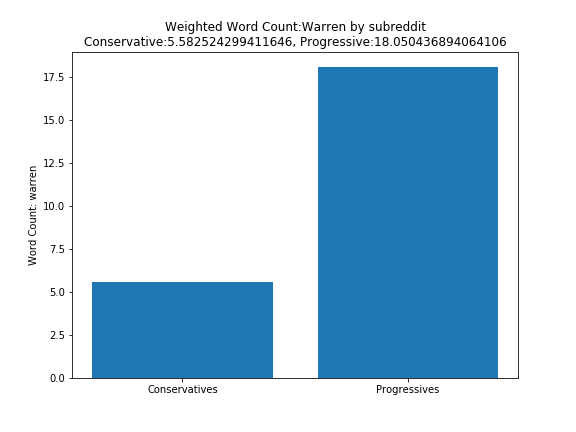 Weighted Word Count:Warren by subreddit
Conservative:5.582524299411646, Progressive:18.050436894064106
17.5
15.0
12.5
10.0
7.5
5.0
2.5
0.0
Word Count: warren
Conservatives
Progressives